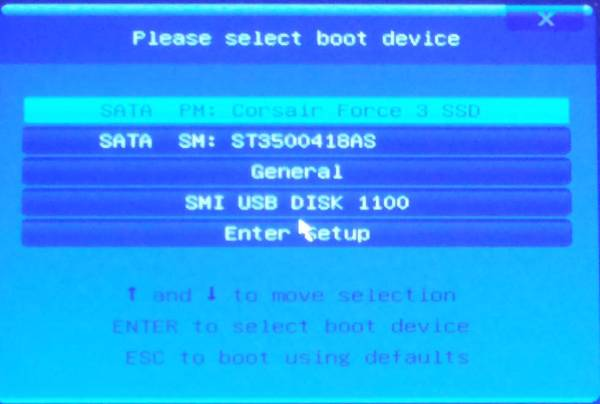 Please select boot device
SATA PM: Corsair Force 3 SSD
SATA SM: ST3500418AS
General
SMI USB DISK 1100
Enter Setup
↑ and ↓ to move selection
ENTER to select boot device
ESC to boot using defaults